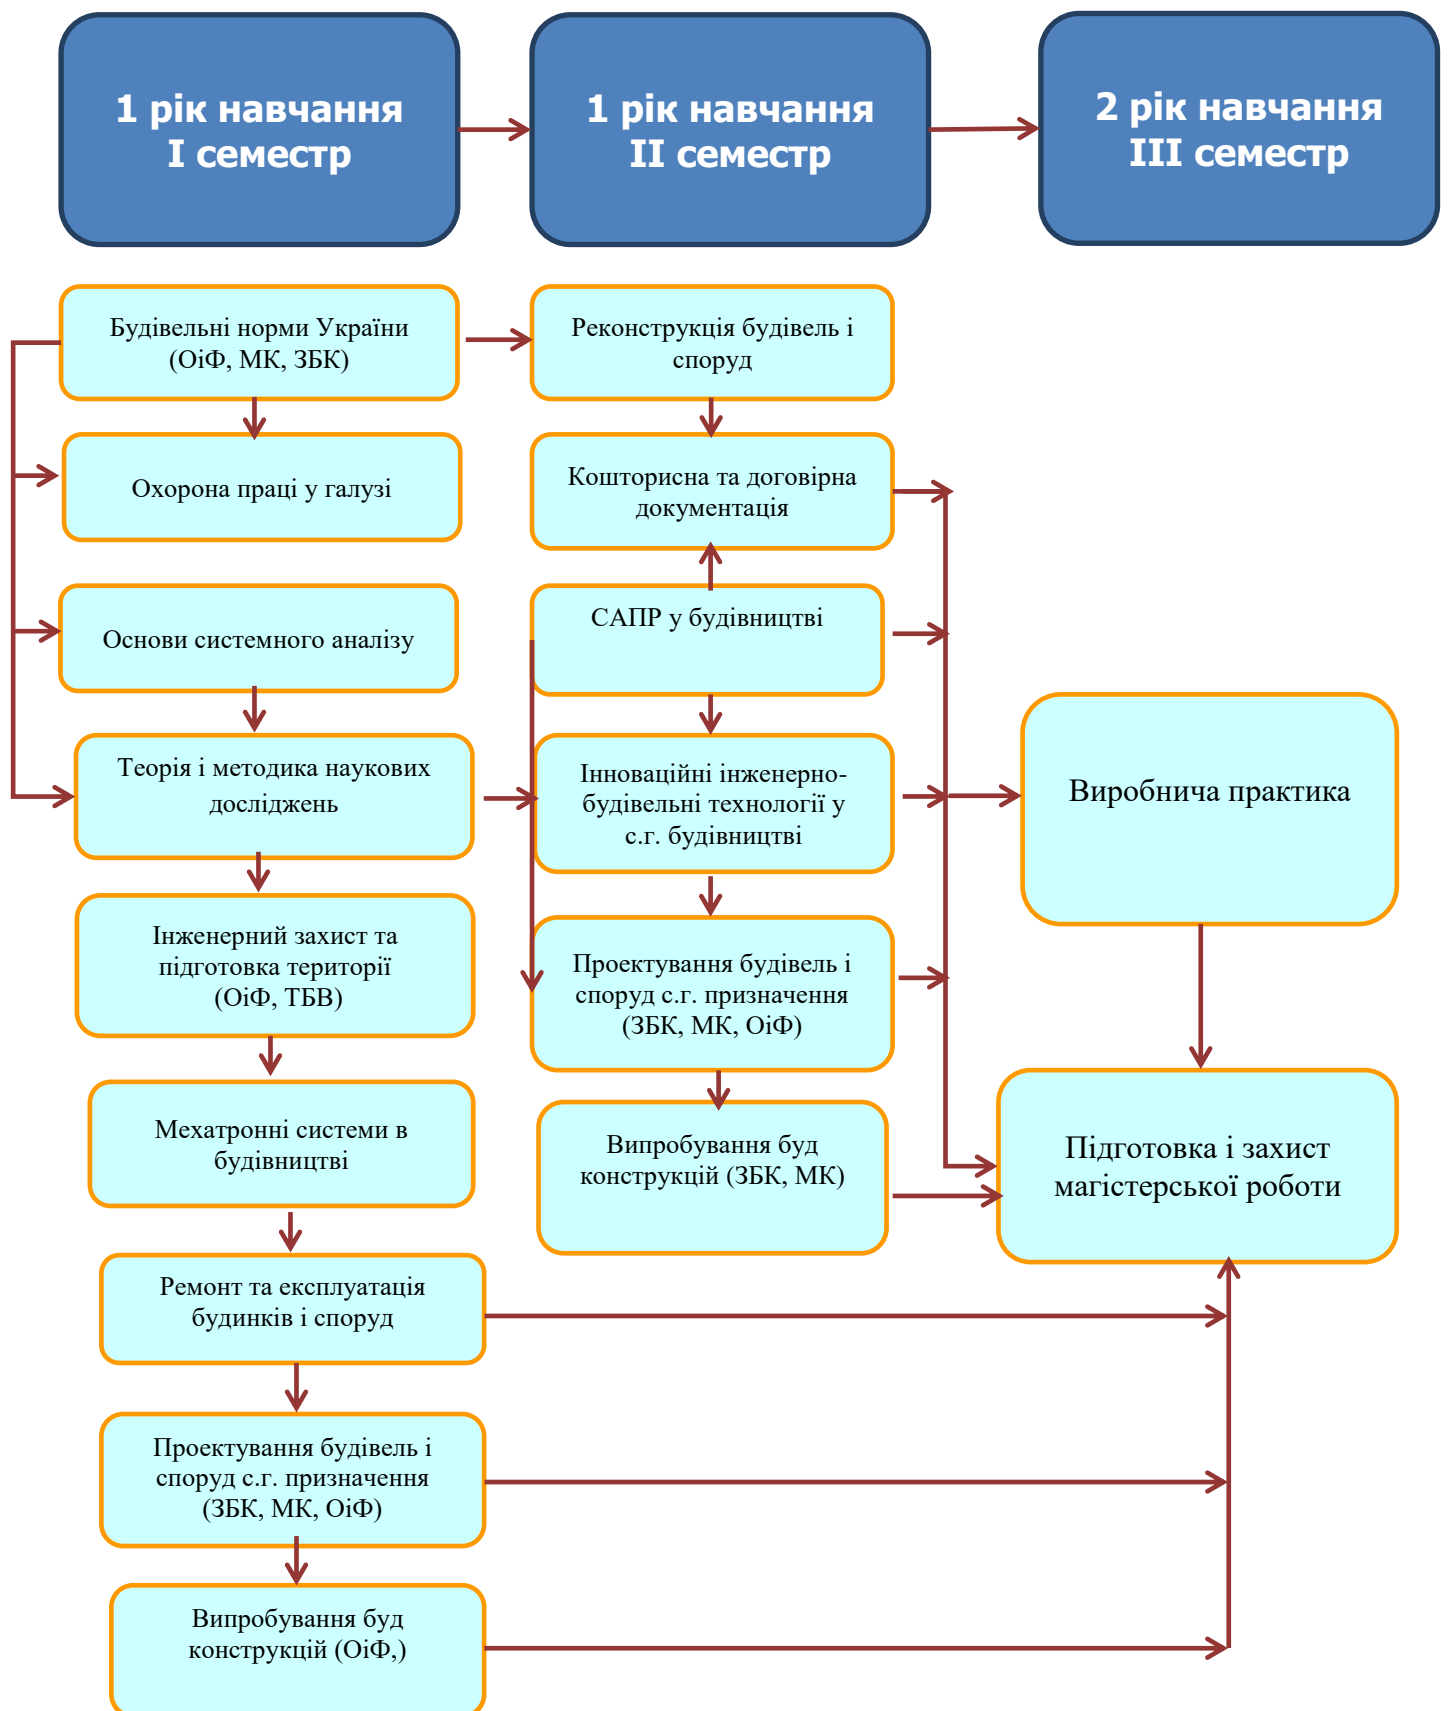 1 рік навчання
I семестр
1 рік навчання
II семестр
2 рік навчання
III семестр
Будівельні норми України
(ОіФ, МК, ЗБК)
Охорона праці у галузі
Основи системного аналізу
Теорія і методика наукових
досліджень
Інженерний захист та
підготовка території
(ОіФ, ТБВ)
Мехатронні системи в
будівництві
Ремонт та експлуатація
будинків і споруд
Проектування будівель і
споруд с.г. призначення
(ЗБК, МК, ОіФ)
Випробування буд
конструкцій (ОіФ,)
Реконструкція будівель і
споруд
Кошторисна та договірна
документація
САПР у будівництві
Інноваційні інженерно-
будівельні технології у
с.г. будівництві
Проектування будівель і
споруд с.г. призначення
(ЗБК, МК, ОіФ)
Випробування буд
конструкцій (ЗБК, МК)
Виробнича практика
Підготовка і захист
магістерської роботи